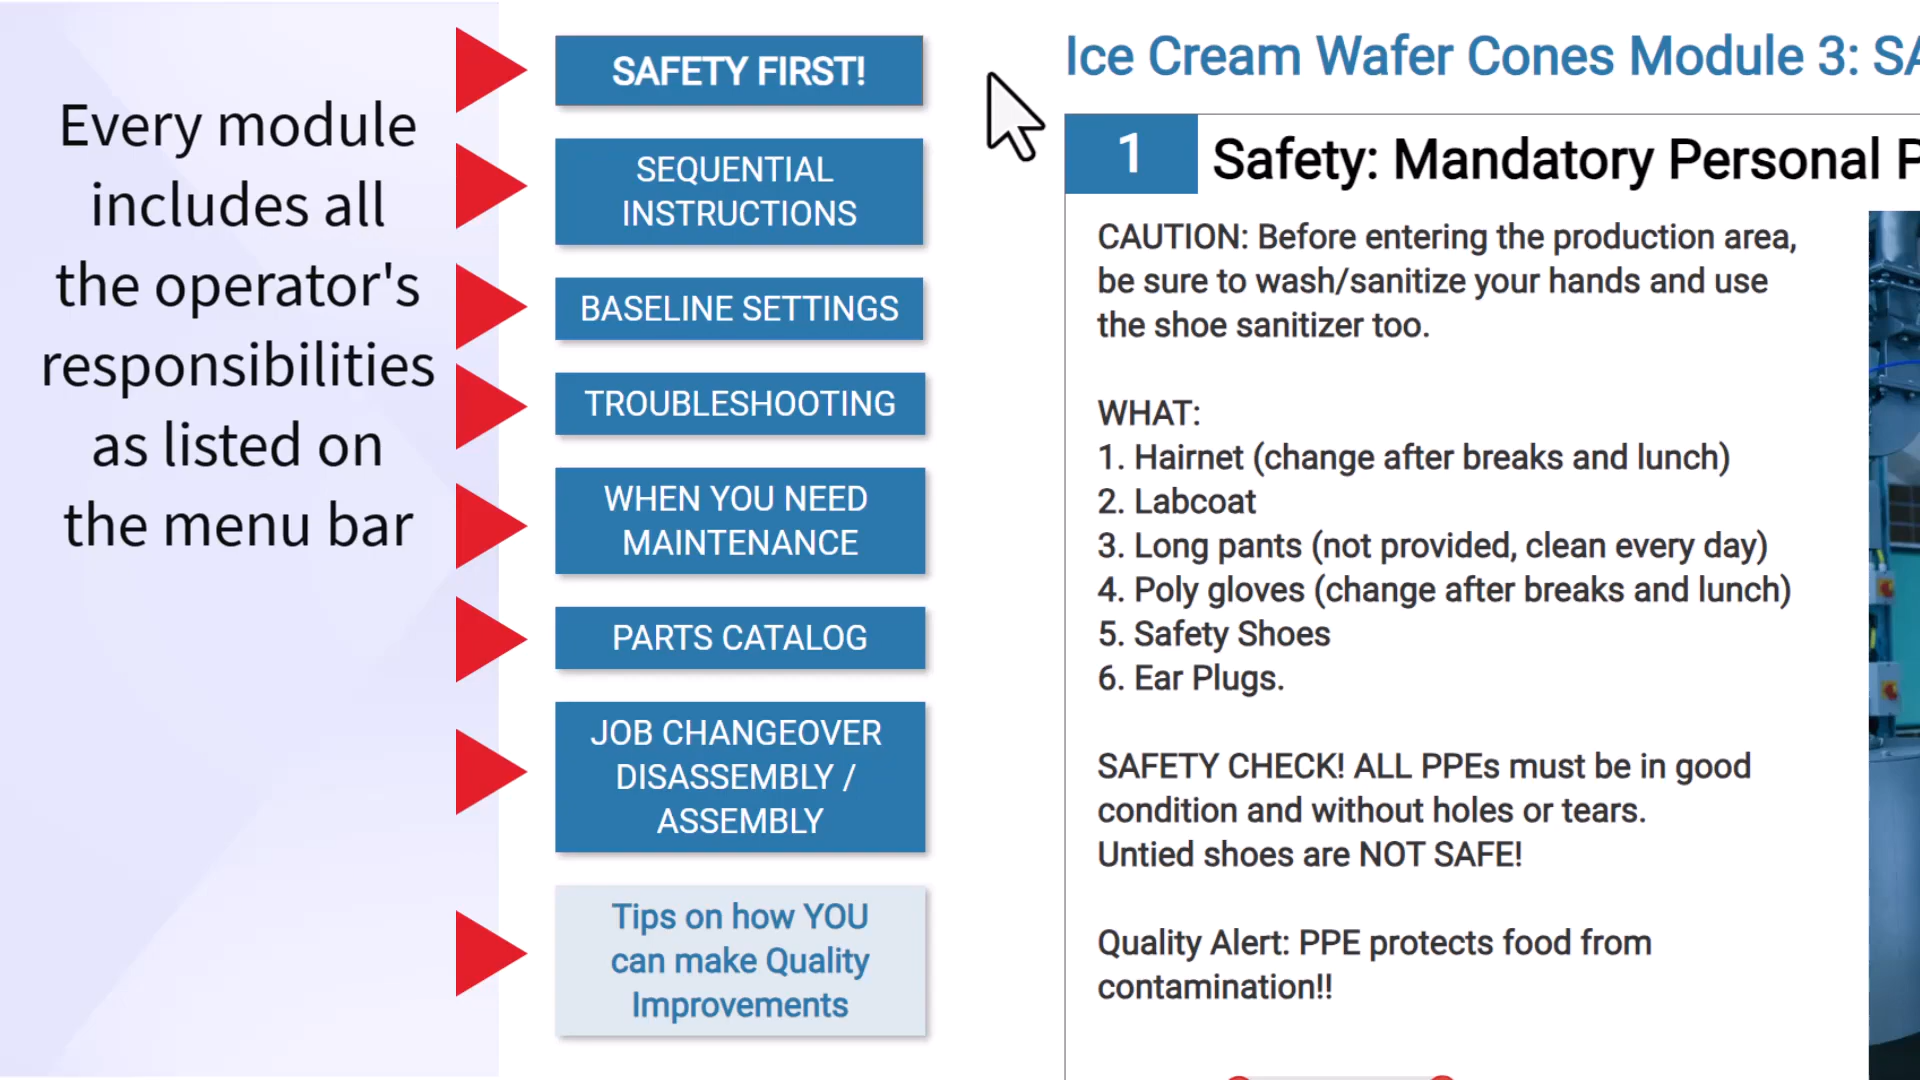 Every module
includes all
the operator's
responsibilities
as listed on
the menu bar
SAFETY FIRST!
SEQUENTIAL
INSTRUCTIONS
BASELINE SETTINGS
TROUBLESHOOTING
WHEN YOU NEED
MAINTENANCE
PARTS CATALOG
JOB CHANGEOVER
DISASSEMBLY /
ASSEMBLY
Tips on how YOU
can make Quality
Improvements
Ice Cream Wafer Cones Module 3: SA
1
Safety: Mandatory Personal P
CAUTION: Before entering the production area,
be sure to wash/sanitize your hands and use
the shoe sanitizer too.
WHAT:
1. Hairnet (change after breaks and lunch)
2. Labcoat
3. Long pants (not provided, clean every day)
4. Poly gloves (change after breaks and lunch)
5. Safety Shoes
6. Ear Plugs.
SAFETY CHECK! ALL PPEs must be in good
condition and without holes or tears.
Untied shoes are NOT SAFE!
Quality Alert: PPE protects food from
contamination!!